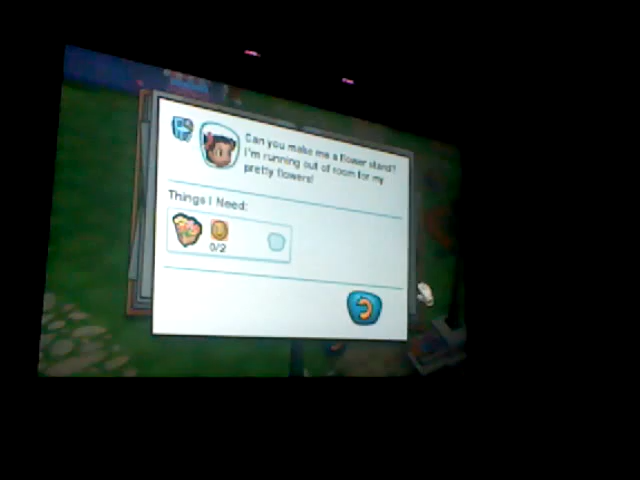 Can you make me a flower stand?
I'm running out of room for my
pretty flowers!
Things I Need:
0/2